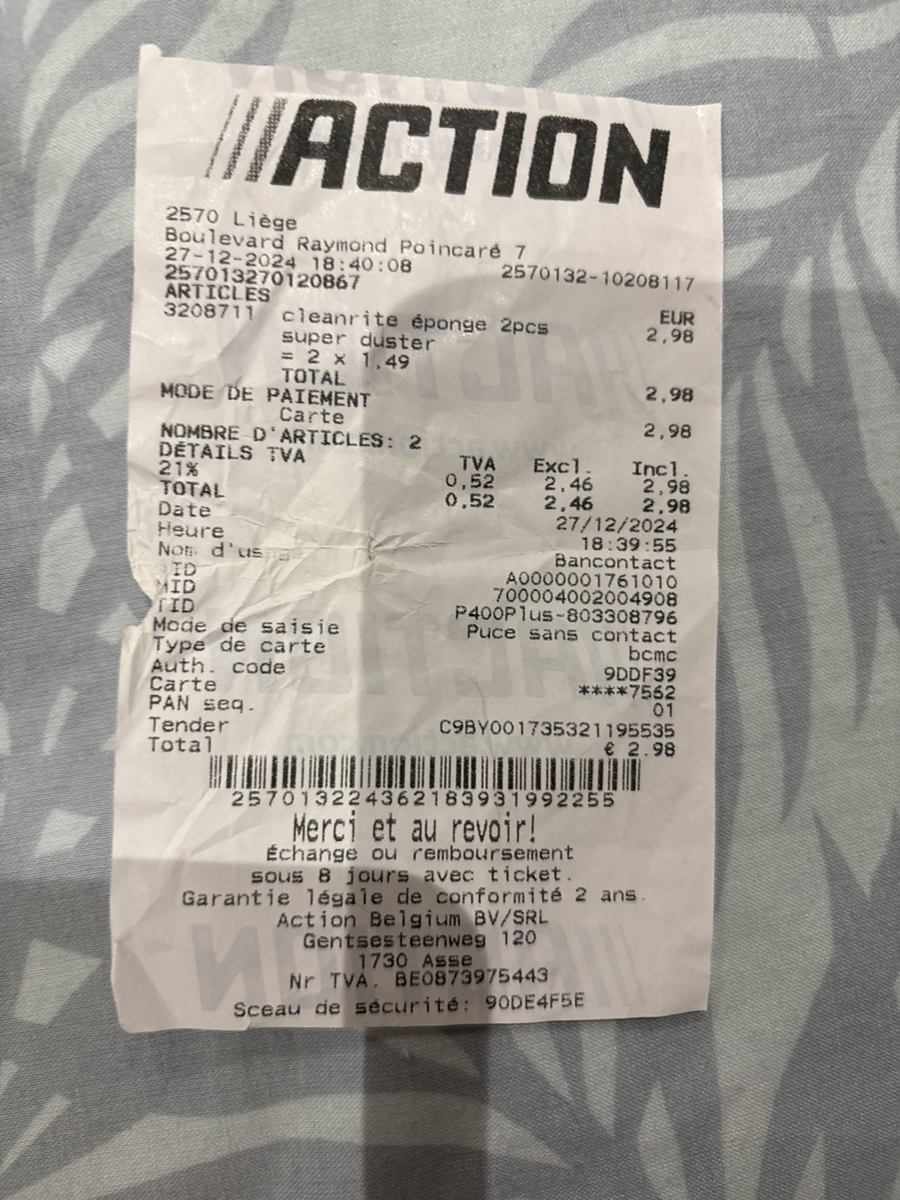 ACTION
2570 Liège
Boulevard Raymond Poincaré 7
27-12-2024 18:40:08 2570132-10208117
257013270120867
ARTICLES EUR
3208711 cleanrite éponge 2pcs 2,98
super duster
= 2 x 1,49
TOTAL 2,98
MODE DE PAIEMENT
Carte 2,98
NOMBRE D'ARTICLES: 2
DÉTAILS TVA TVA Excl. Incl.
21% 0,52 2,46 2,98
TOTAL 0,52 2,46 2,98
Date 27/12/2024
Heure 18:39:55
Nom d'usage Bancontact
AID A0000001761010
MID 700004002004908
TID P400Plus-803308796
Mode de saisie Puce sans contact
Type de carte bcmc
Auth. code 9DDF39
Carte ****7562
PAN seq. 01
Tender C9BY001735321195535
Total € 2.98
257013224362183931992255
Merci et au revoir!
Échange ou remboursement
sous 8 jours avec ticket.
Garantie légale de conformité 2 ans.
Action Belgium BV/SRL
Gentsesteenweg 120
1730 Asse
Nr TVA. BE0873975443
Sceau de sécurité: 90DE4F5E